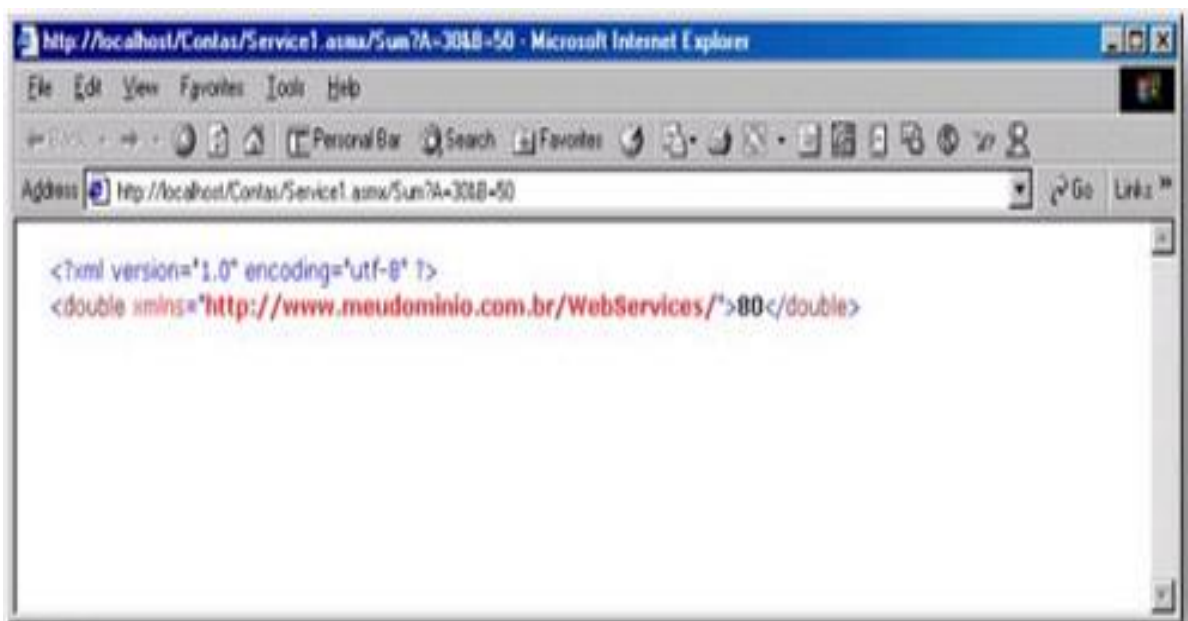 http://localhost/Contas/Service1.asmx/Sum?A=30&B=50 - Microsoft Internet Explorer
File Edit View Favorites Tools Help
Back Personal Bar Search Favorites
Address http://localhost/Contas/Service1.asmx/Sum?A=30&B=50 Go Links »
<?xml version="1.0" encoding="utf-8" ?>
<double xmlns="http://www.meudominio.com.br/WebServices/">80</double>